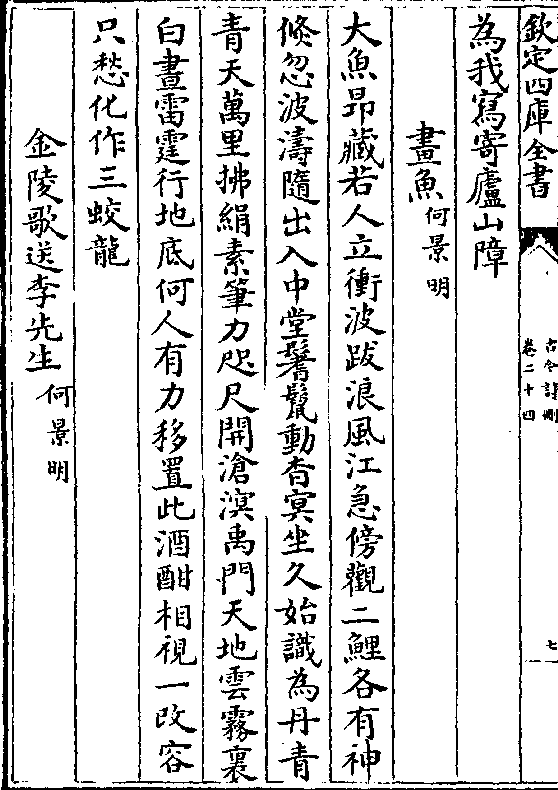 欽定四庫全書
古今詩刪
卷二十四
七
為我寫寄廬山障
畫魚何景明
大魚昂藏若人立衝波跋浪風江急傍觀二鯉各有神
倐忽波濤隨出入中堂鬐鬛動杳冥坐久始識為丹青
青天萬里拂絹素筆力咫尺開滄溟禹門天地雲霧裏
白晝雷霆行地底何人有力移置此酒酣相視一改容
只愁化作三蛟龍
金陵歌送李先生何景明